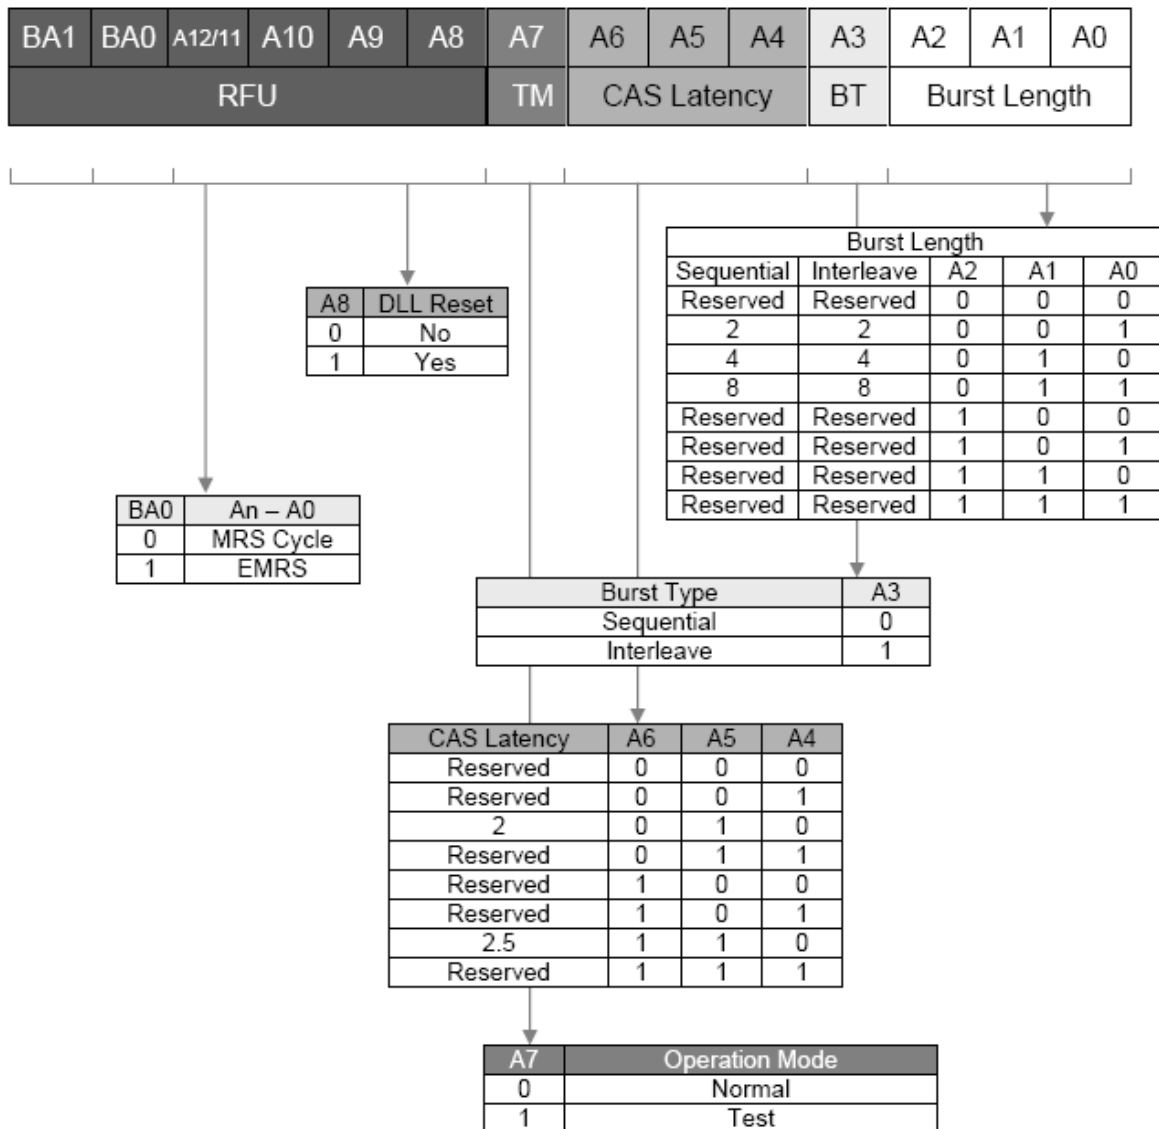 BA1 BA0 A12/11 A10 A9 A8 A7 A6 A5 A4 A3 A2 A1 A0
RFU TM CAS Latency BT Burst Length
Burst Length
Sequential Interleave A2 A1 A0
Reserved Reserved 0 0 0
2 2 0 0 1
4 4 0 1 0
8 8 0 1 1
Reserved Reserved 1 0 0
Reserved Reserved 1 0 1
Reserved Reserved 1 1 0
Reserved Reserved 1 1 1
A8 DLL Reset
0 No
1 Yes
BA0 An – A0
0 MRS Cycle
1 EMRS
Burst Type A3
Sequential 0
Interleave 1
CAS Latency A6 A5 A4
Reserved 0 0 0
Reserved 0 0 1
2 0 1 0
Reserved 0 1 1
Reserved 1 0 0
Reserved 1 0 1
2.5 1 1 0
Reserved 1 1 1
A7 Operation Mode
0 Normal
1 Test